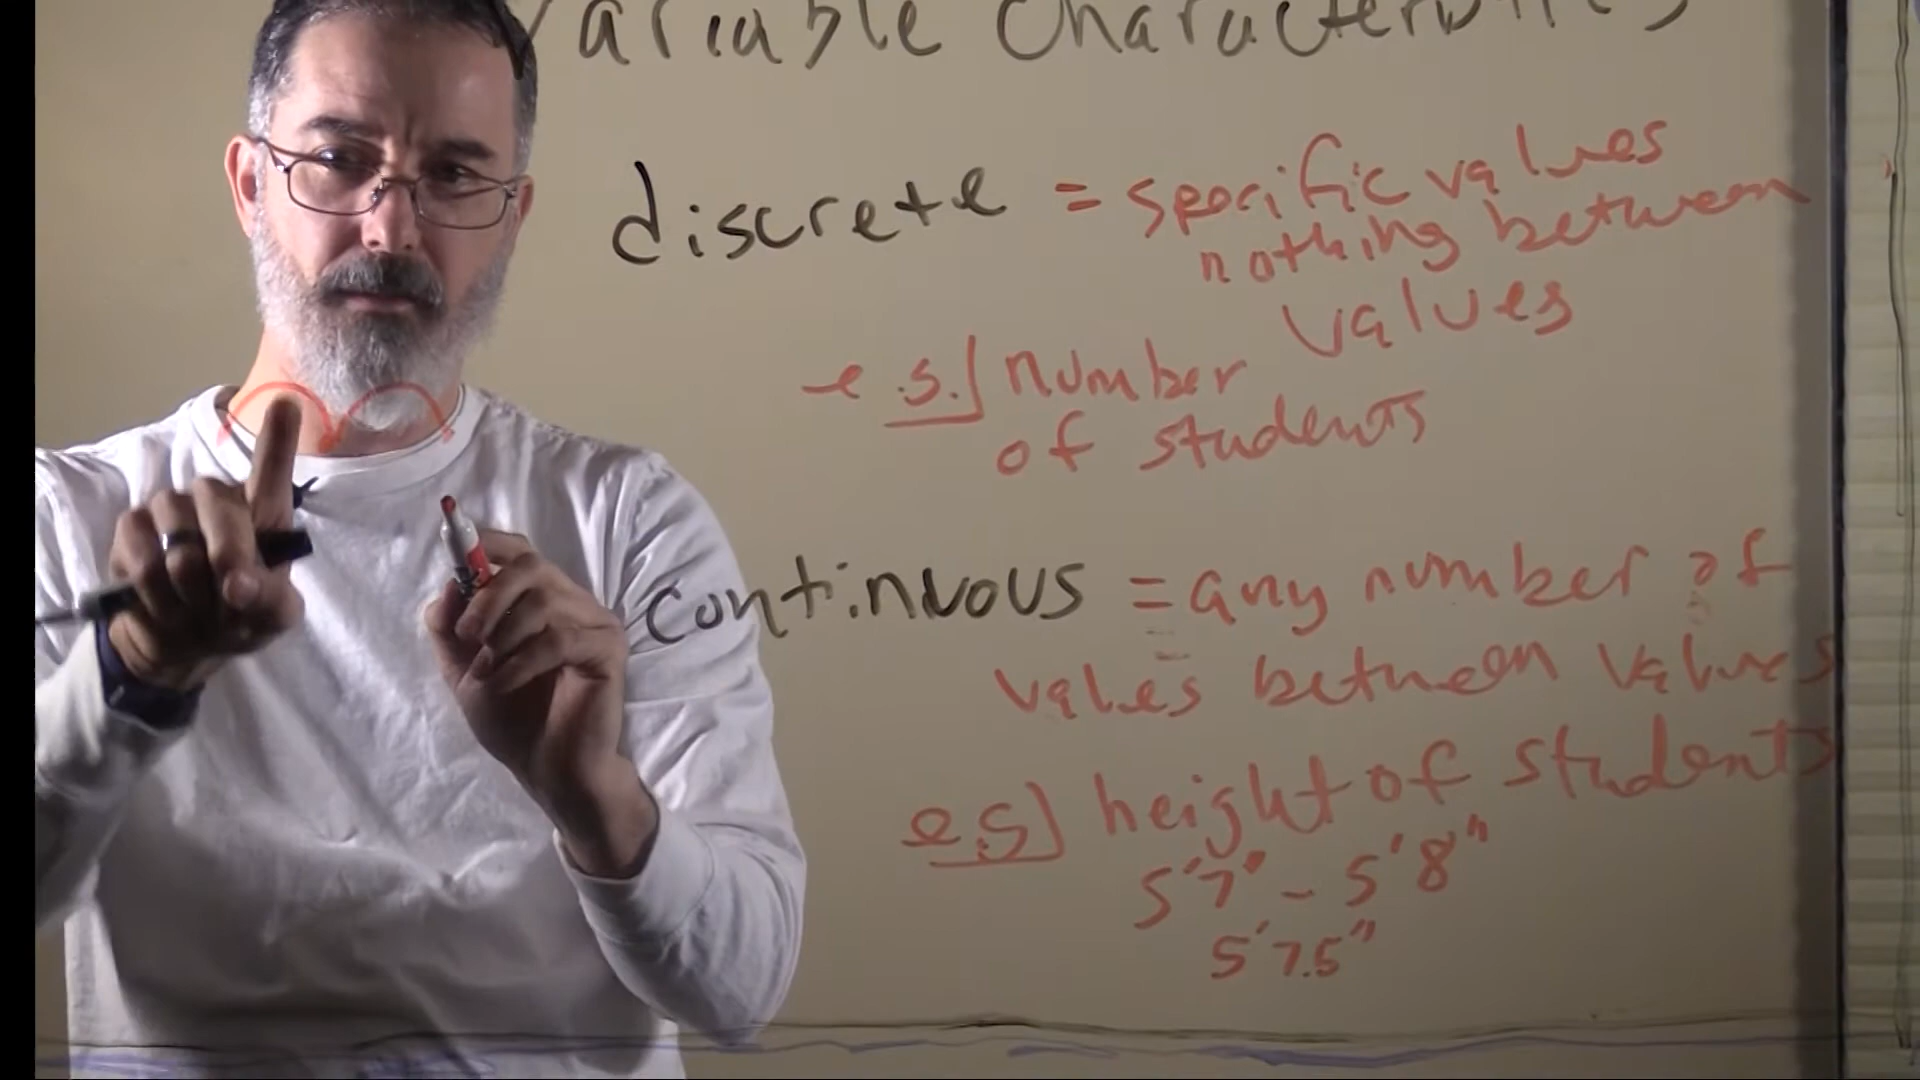 Variable Characteristics
discrete = specific values
nothing between
values
e.g.) number
of students
continuous = any number of
vales between values
e.g.) height of students
5'7" - 5'8"
5'7.5"